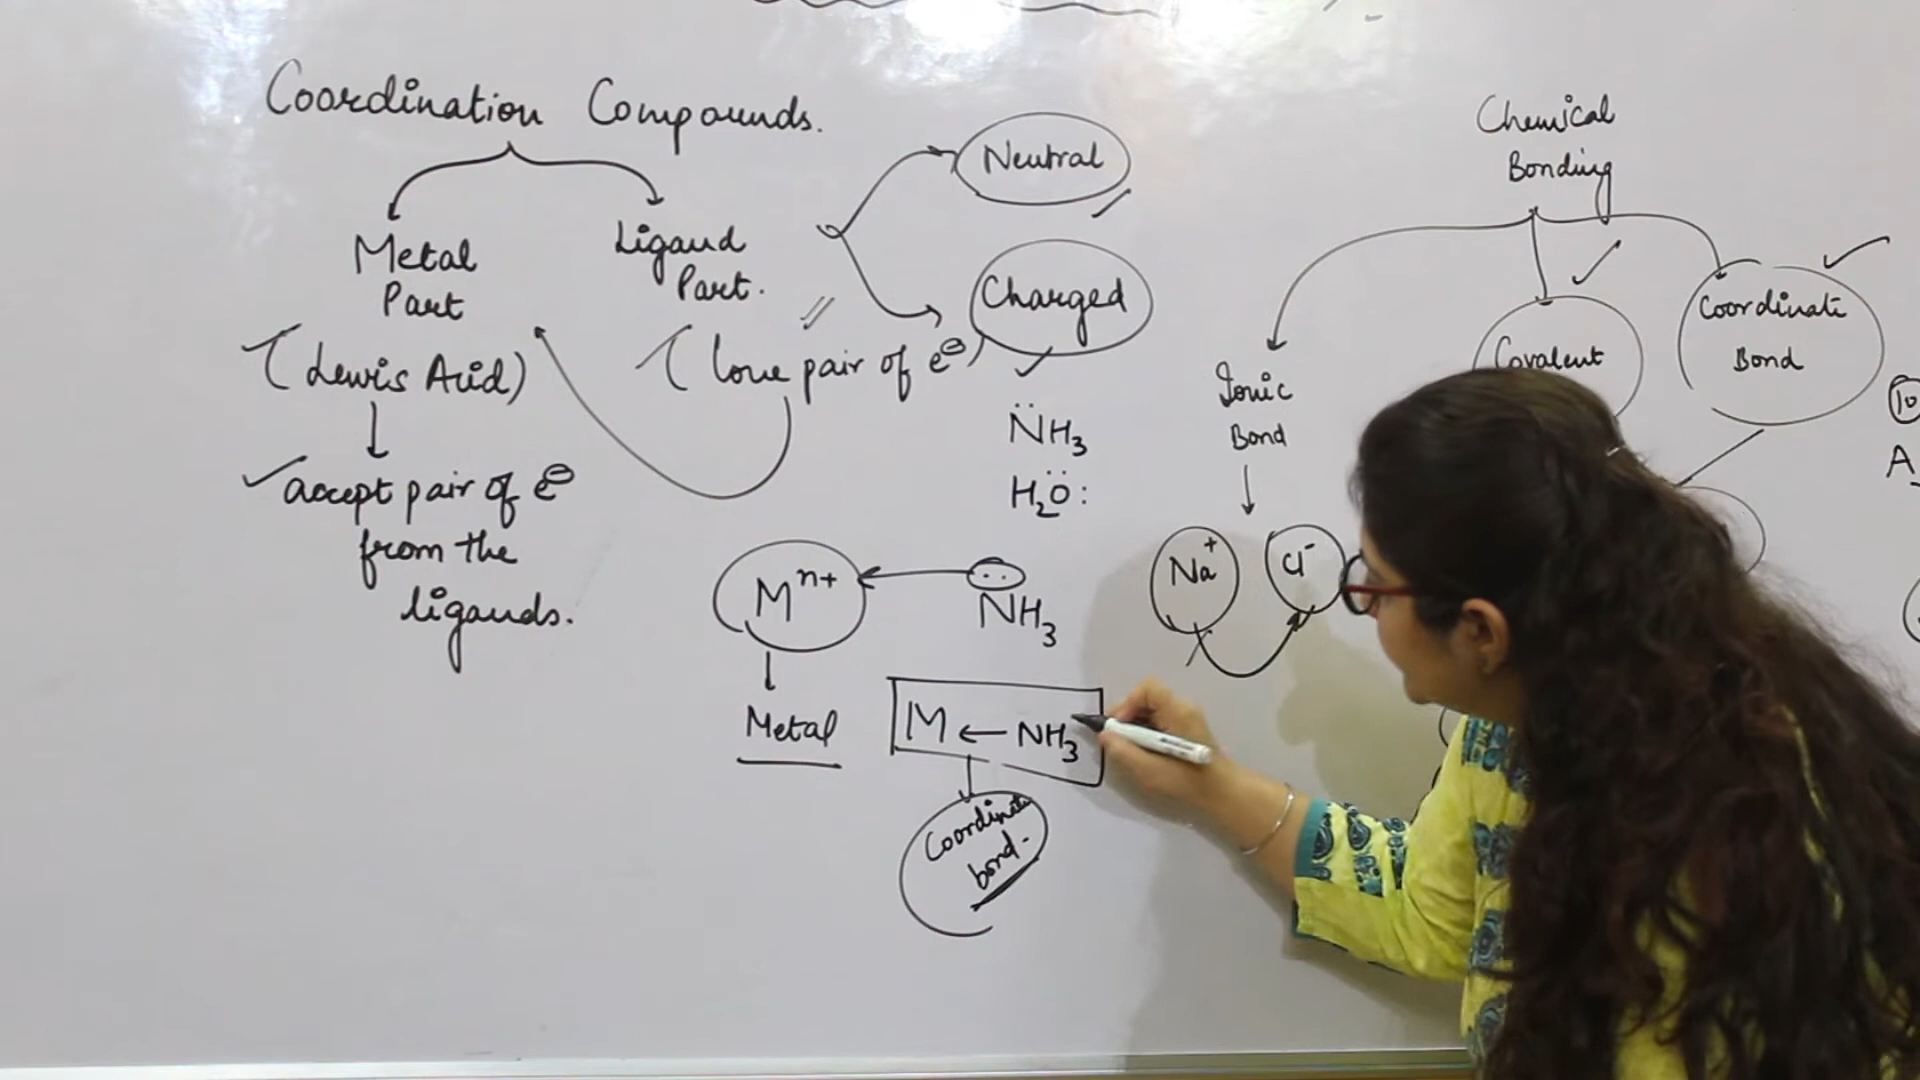 Coordination Compounds.
Metal
Part
(Lewis Acid)
accept pair of e⊖
from the
ligands.
Ligand
Part.
(lone pair of e⊖)
Neutral
Charged
N̈H3
H2Ö:
M^n+
..
NH3
Metal
M ← NH3
Coordinate
bond.
Chemical
Bonding
Ionic
Bond
Na+ Cl-
Covalent
Coordinate
Bond
A